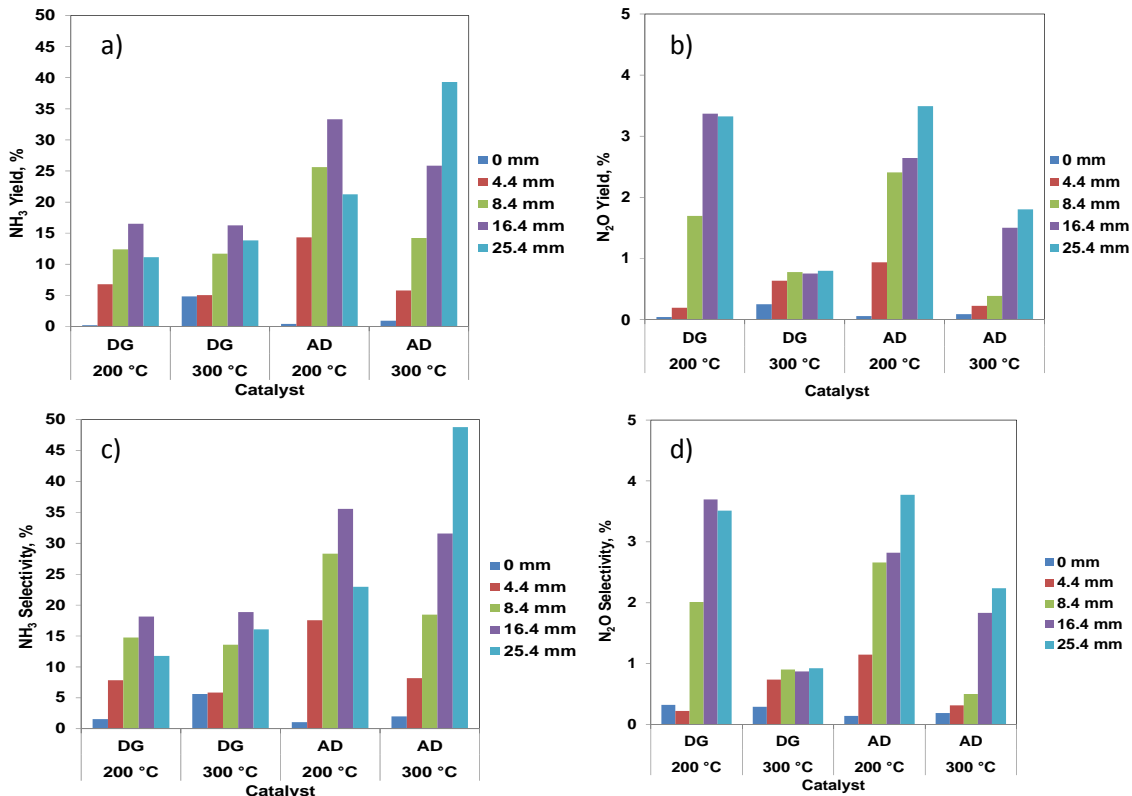 a)
NH₃ Yield, %
50
45
40
35
30
25
20
15
10
5
0
DG DG AD AD
200 °C 300 °C 200 °C 300 °C
Catalyst
0 mm
4.4 mm
8.4 mm
16.4 mm
25.4 mm
b)
N₂O Yield, %
5
4
3
2
1
0
DG DG AD AD
200 °C 300 °C 200 °C 300 °C
Catalyst
0 mm
4.4 mm
8.4 mm
16.4 mm
25.4 mm
c)
NH₃ Selectivity, %
50
45
40
35
30
25
20
15
10
5
0
DG DG AD AD
200 °C 300 °C 200 °C 300 °C
Catalyst
0 mm
4.4 mm
8.4 mm
16.4 mm
25.4 mm
d)
N₂O Selectivity, %
5
4
3
2
1
0
DG DG AD AD
200 °C 300 °C 200 °C 300 °C
Catalyst
0 mm
4.4 mm
8.4 mm
16.4 mm
25.4 mm